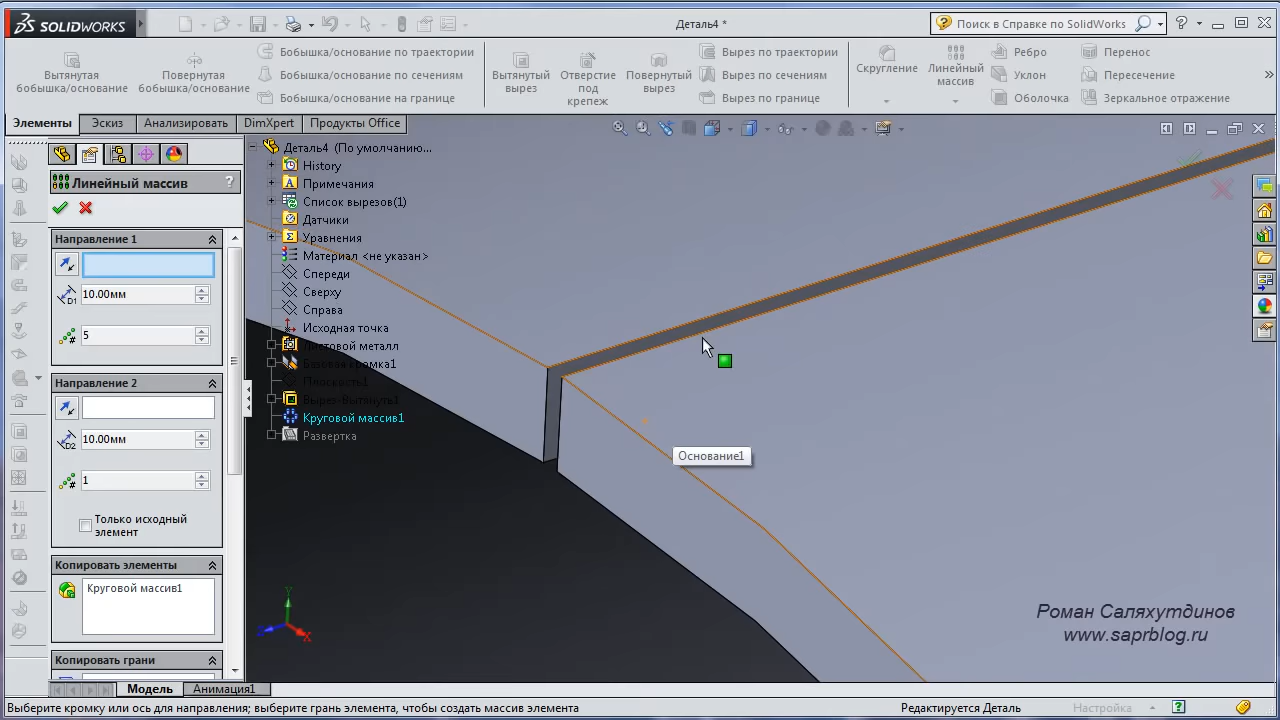 SOLIDWORKS
Деталь4 *
Поиск в Справке по SolidWorks
?
Вытянутая
бобышка/основание
Повернутая
бобышка/основание
Бобышка/основание по траектории
Бобышка/основание по сечениям
Бобышка/основание на границе
Вытянутый
вырез
Отверстие
под
крепеж
Повернутый
вырез
Вырез по траектории
Вырез по сечениям
Вырез по границе
Скругление
Линейный
массив
Ребро
Уклон
Оболочка
Перенос
Пересечение
Зеркальное отражение
Элементы
Эскиз
Анализировать
DimXpert
Продукты Office
Линейный массив
?
Направление 1
10.00мм
5
Направление 2
10.00мм
1
Только исходный
элемент
Копировать элементы
Круговой массив1
Копировать грани
Деталь4 (По умолчанию...
History
Примечания
Список вырезов(1)
Датчики
Уравнения
Материал <не указан>
Спереди
Сверху
Справа
Исходная точка
Листовой металл
Базовая кромка1
Плоскость1
Вырез-Вытянуть1
Круговой массив1
Развертка
Основание1
Y
Z
X
Роман Саляхутдинов
www.saprblog.ru
Модель
Анимация1
Выберите кромку или ось для направления; выберите грань элемента, чтобы создать массив элемента
Редактируется Деталь
Настройка
?